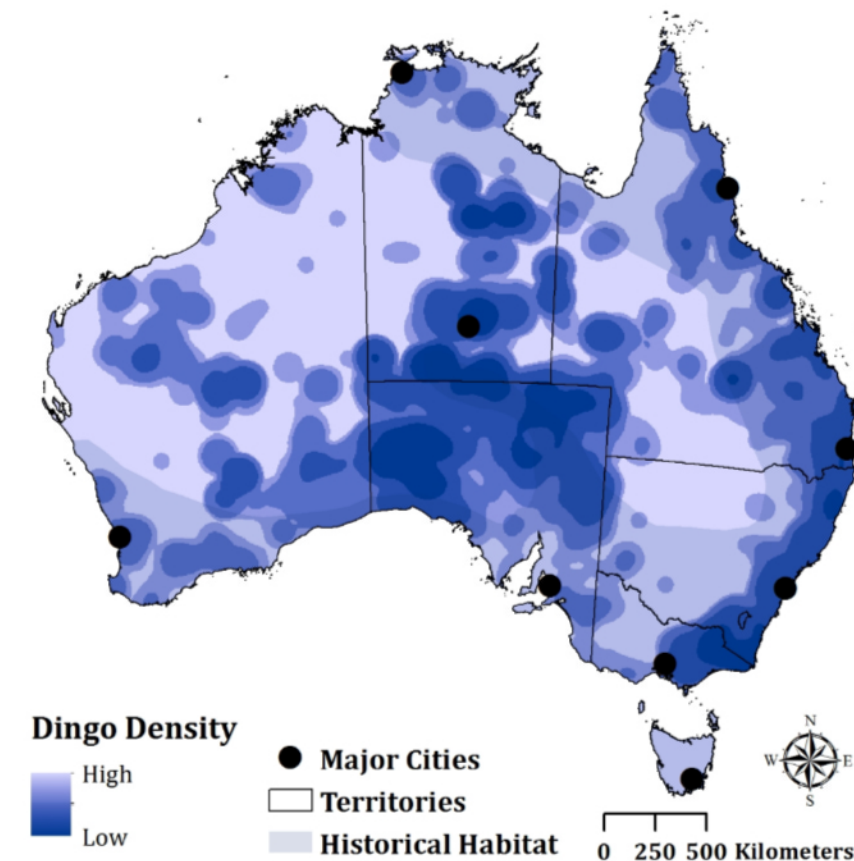 Dingo Density
High
Low
Major Cities
Territories
Historical Habitat
N
W E
S
0 250 500 Kilometers